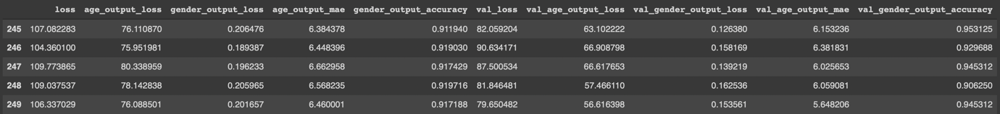 loss age_output_loss gender_output_loss age_output_mae gender_output_accuracy val_loss val_age_output_loss val_gender_output_loss val_age_output_mae val_gender_output_accuracy
245 107.082283 76.110870 0.206476 6.384378 0.911940 82.059204 63.102222 0.126380 6.153236 0.953125
246 104.360100 75.951981 0.189387 6.448396 0.919030 90.634171 66.908798 0.158169 6.381831 0.929688
247 109.773865 80.338959 0.196233 6.662958 0.917429 87.500534 66.617653 0.139219 6.025653 0.945312
248 109.037537 78.142838 0.205965 6.568235 0.919716 81.846481 57.466110 0.162536 6.059081 0.906250
249 106.337029 76.088501 0.201657 6.460001 0.917188 79.650482 56.616398 0.153561 5.648206 0.945312